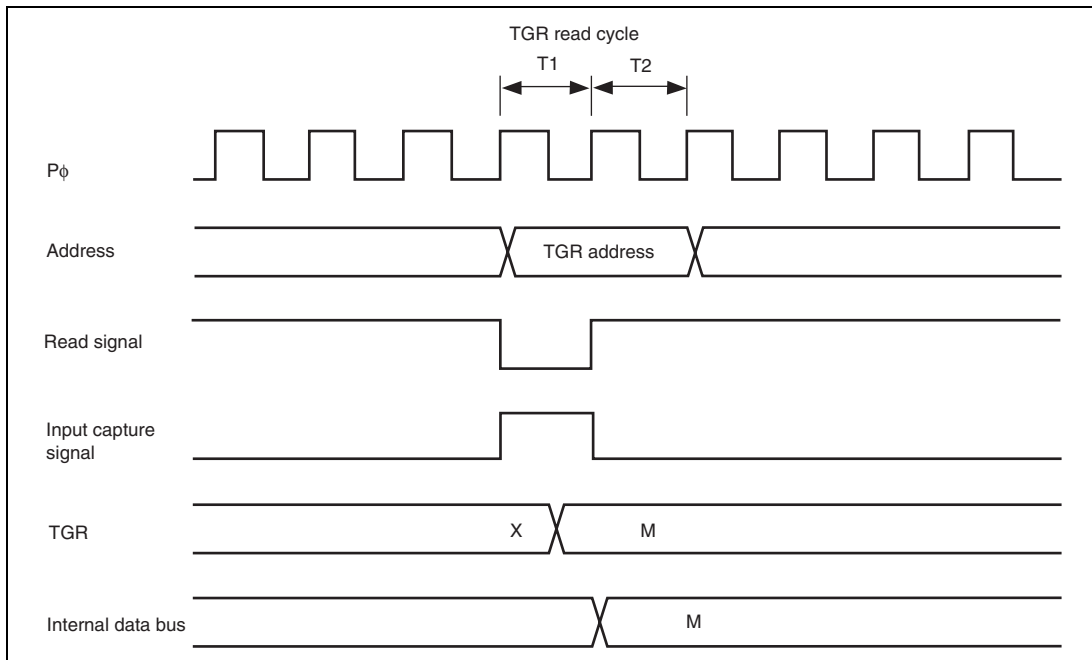 TGR read cycle
T1 T2
Pϕ
Address
TGR address
Read signal
Input capture
signal
TGR
X
M
Internal data bus
M